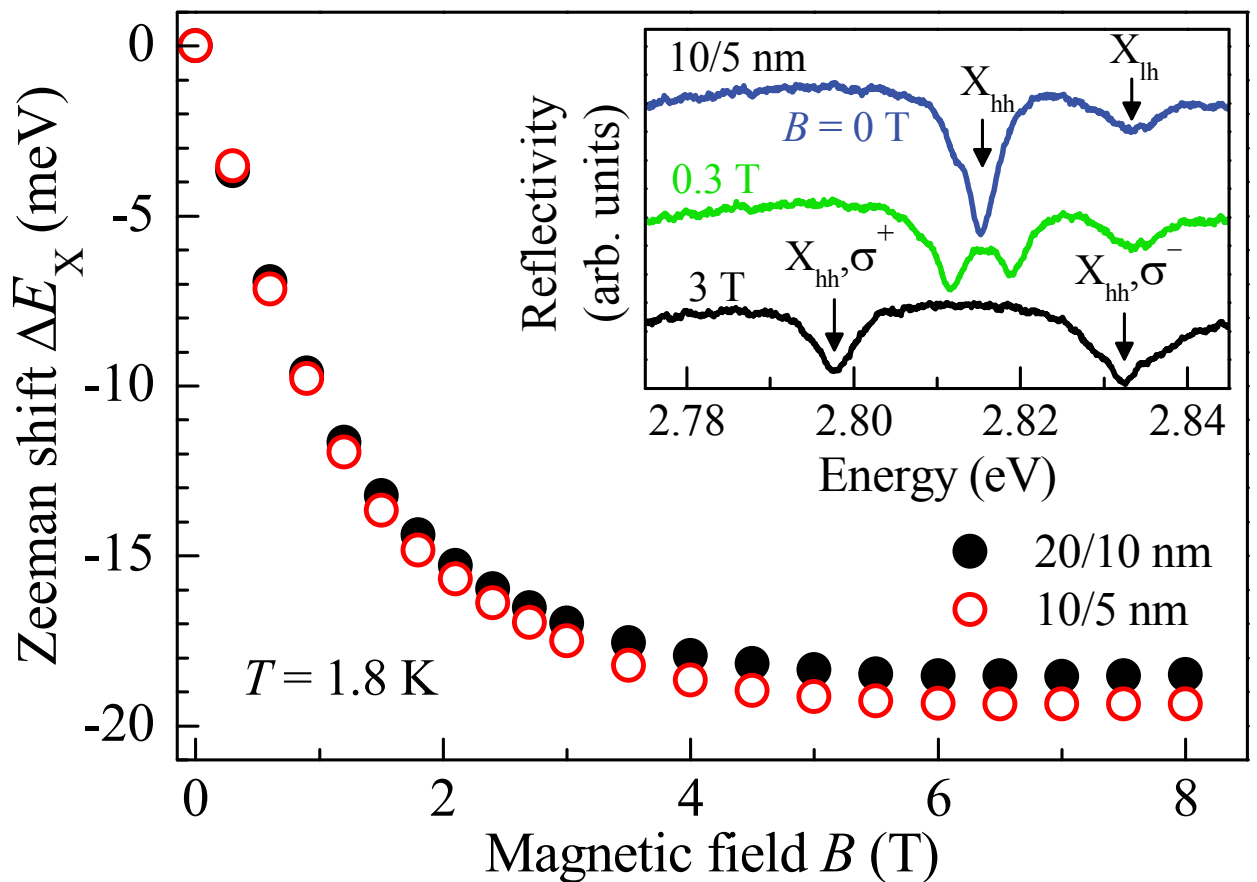 Zeeman shift ΔE_X (meV)
0
-5
-10
-15
-20
T = 1.8 K
0
2
4
6
8
Magnetic field B (T)
20/10 nm
10/5 nm
Reflectivity
(arb. units)
10/5 nm
X_hh
X_lh
B = 0 T
0.3 T
X_hh,σ⁺
X_hh,σ⁻
3 T
2.78
2.80
2.82
2.84
Energy (eV)